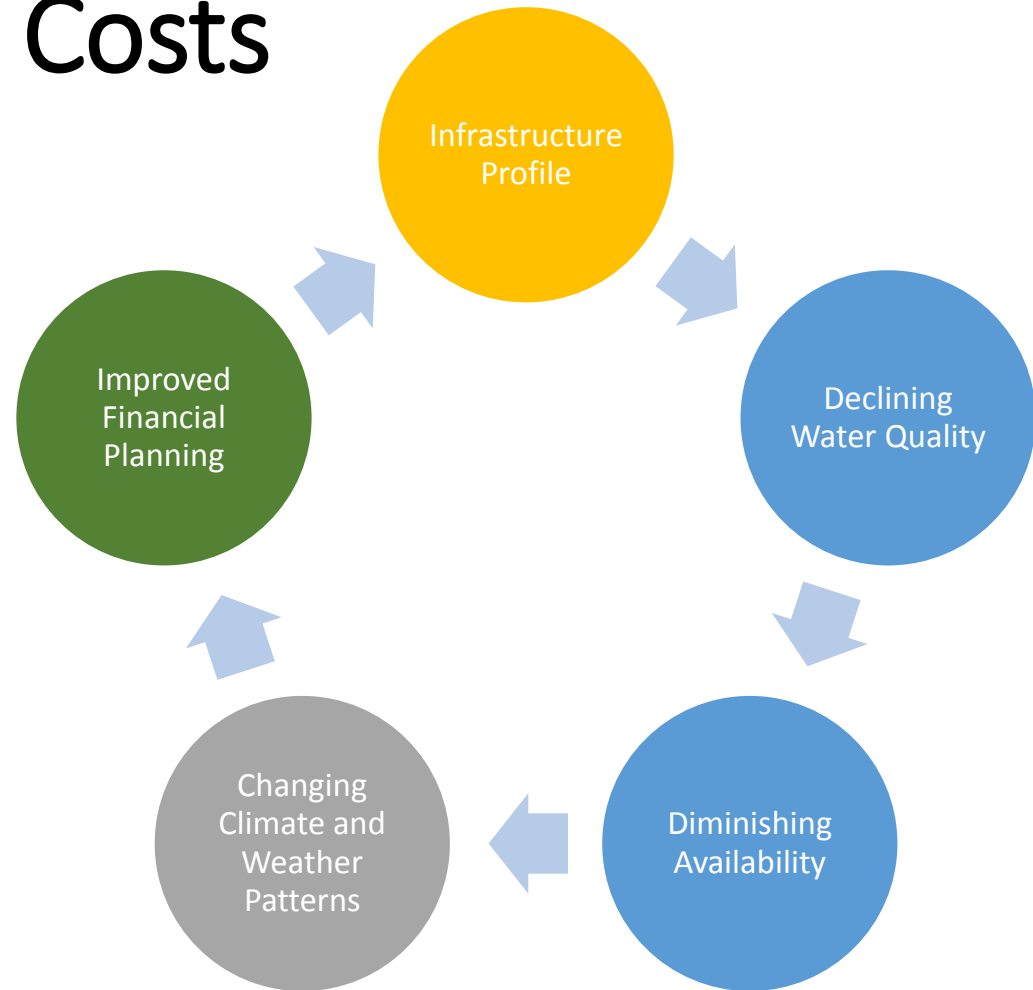 Costs
Infrastructure
Profile
Declining
Water Quality
Diminishing
Availability
Changing
Climate and
Weather
Patterns
Improved
Financial
Planning